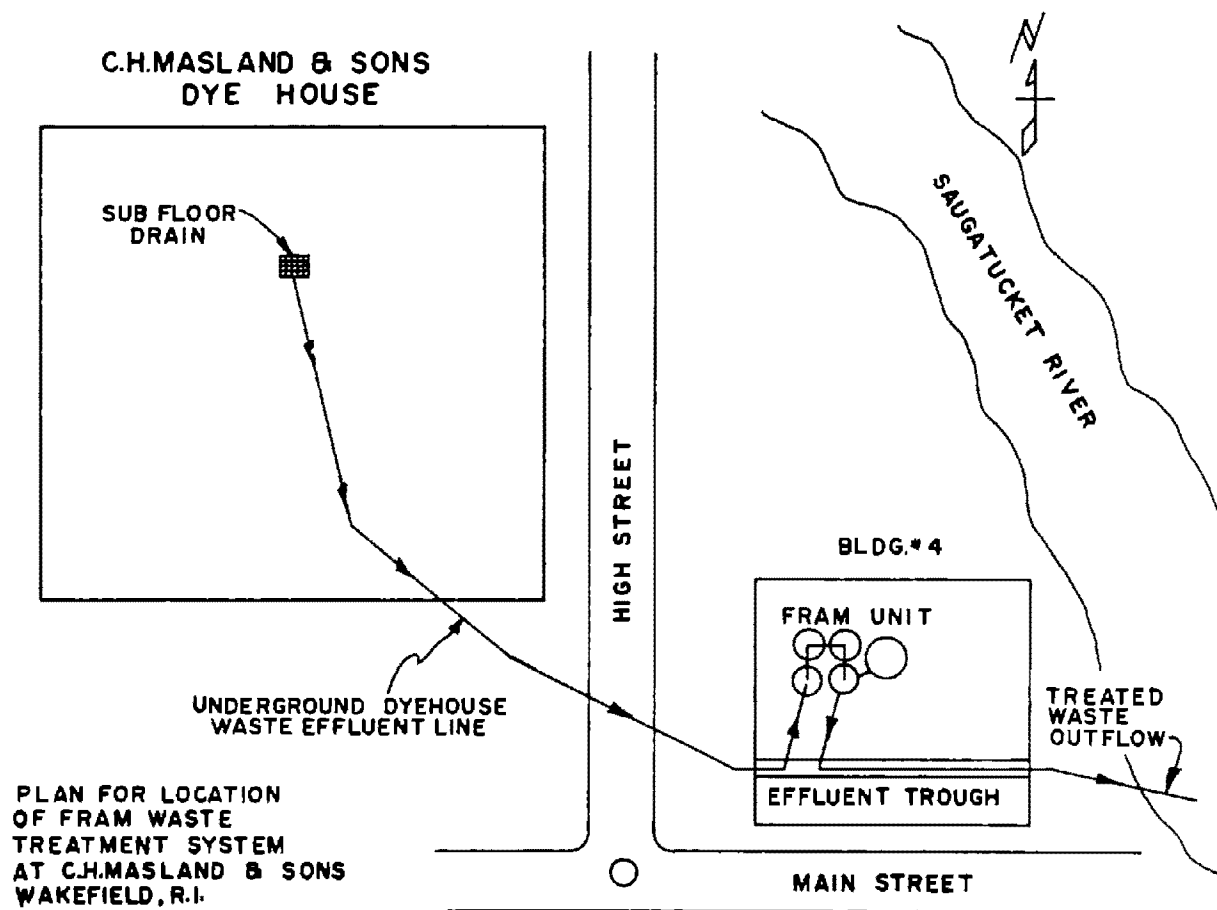 C.H.MASLAND & SONS
DYE HOUSE
N
SUB FLOOR
DRAIN
SAUGATUCKET RIVER
HIGH STREET
BLDG.#4
FRAM UNIT
UNDERGROUND DYEHOUSE
WASTE EFFLUENT LINE
TREATED
WASTE
OUTFLOW
EFFLUENT TROUGH
PLAN FOR LOCATION
OF FRAM WASTE
TREATMENT SYSTEM
AT C.H.MASLAND & SONS
WAKEFIELD, R.I.
MAIN STREET